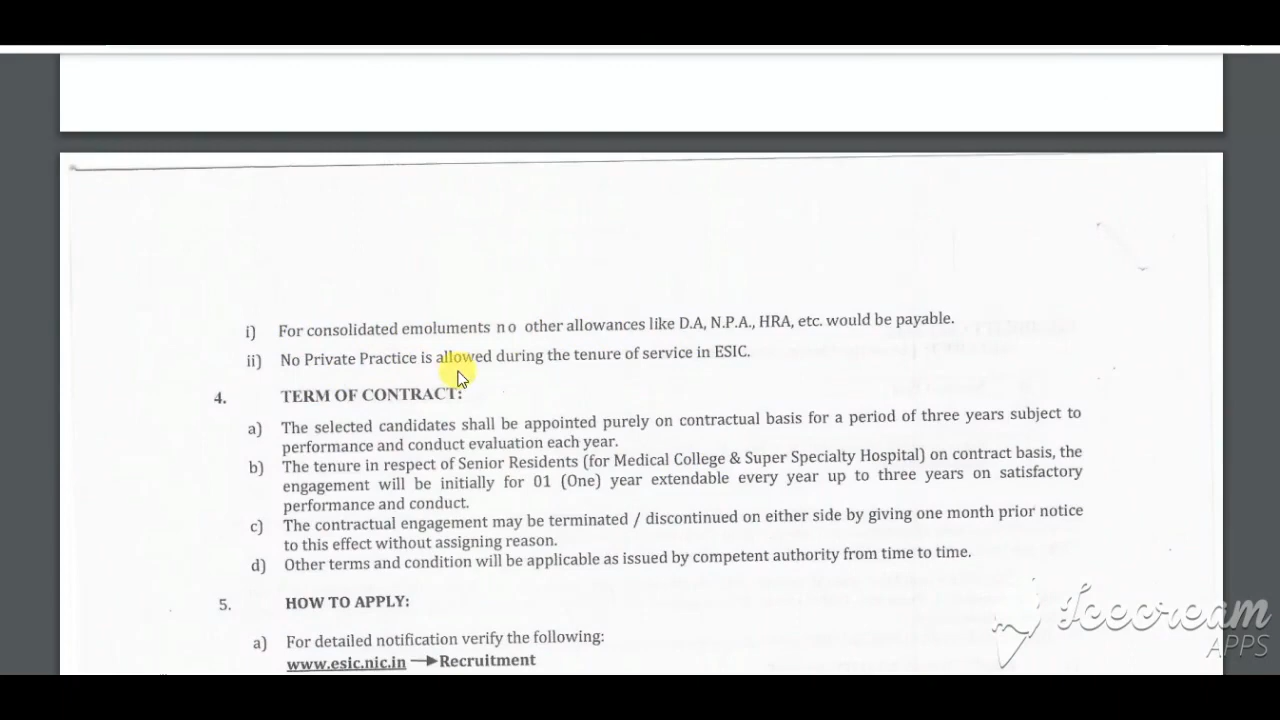 i) For consolidated emoluments no other allowances like D.A, N.P.A., HRA, etc. would be payable.
ii) No Private Practice is allowed during the tenure of service in ESIC.
4. TERM OF CONTRACT:
a) The selected candidates shall be appointed purely on contractual basis for a period of three years subject to
performance and conduct evaluation each year.
b) The tenure in respect of Senior Residents (for Medical College & Super Specialty Hospital) on contract basis, the
engagement will be initially for 01 (One) year extendable every year up to three years on satisfactory
performance and conduct.
c) The contractual engagement may be terminated / discontinued on either side by giving one month prior notice
to this effect without assigning reason.
d) Other terms and condition will be applicable as issued by competent authority from time to time.
5. HOW TO APPLY:
a) For detailed notification verify the following:
www.esic.nic.in → Recruitment
Icecream
APPS